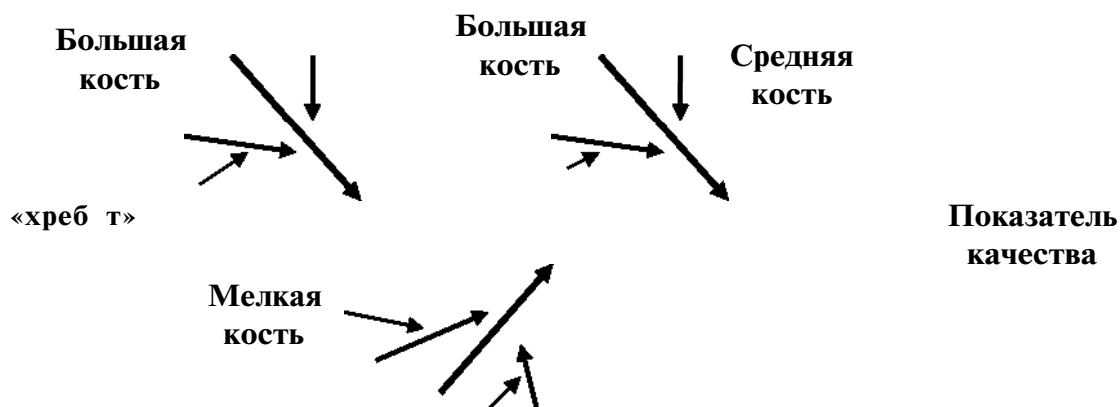 Большая
кость
Большая
кость
Средняя
кость
«хреб т»
Показатель
качества
Мелкая
кость